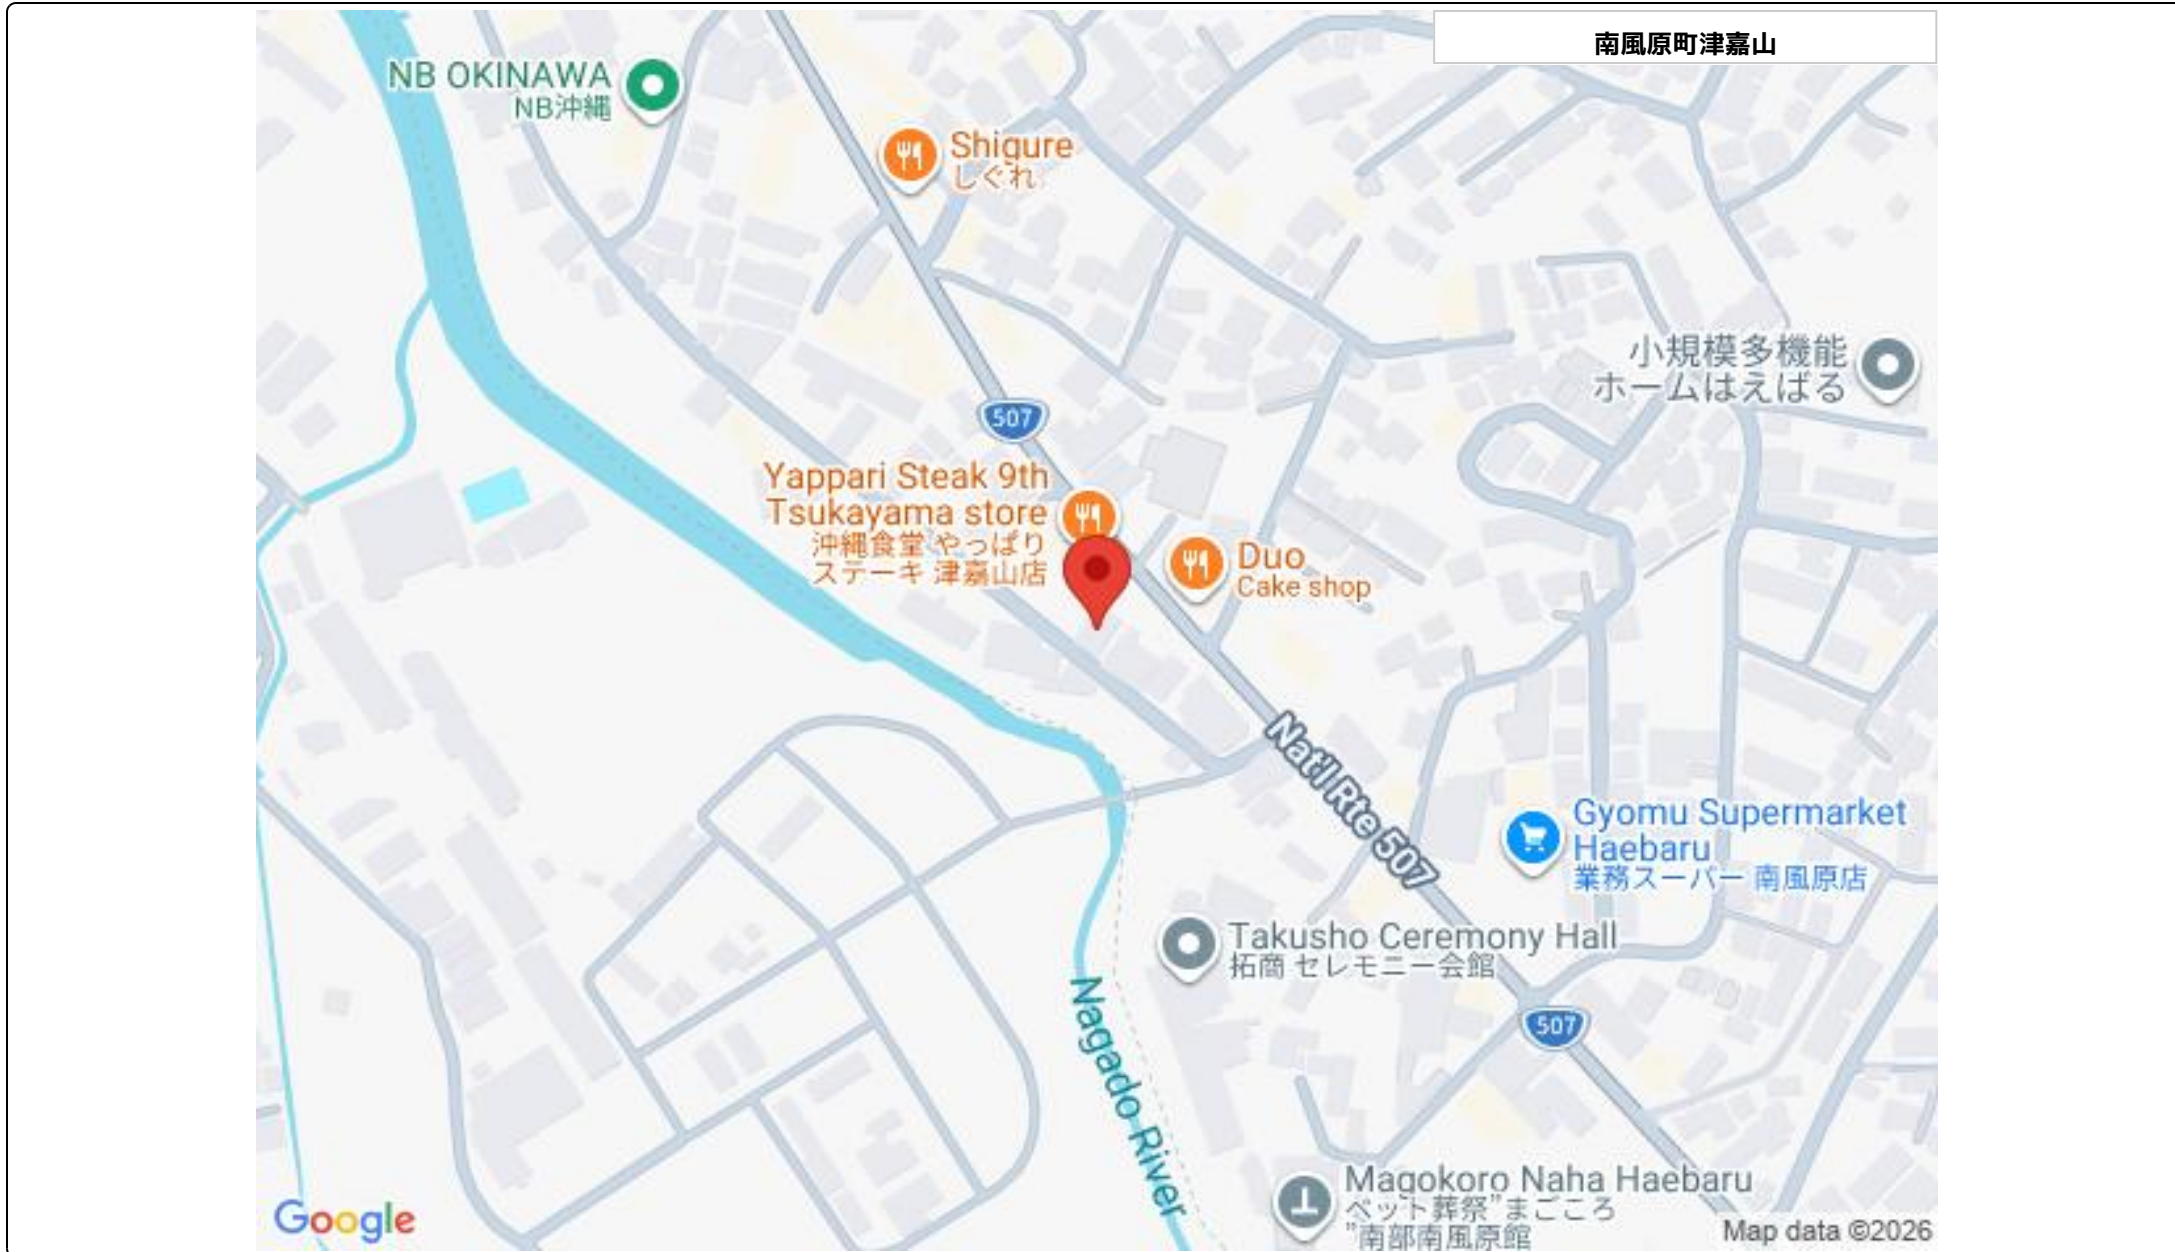 南風原町津嘉山
NB OKINAWA
NB沖縄
Shigure
しぐれ
小規模多機能
ホームはえばる
507
Yappari Steak 9th
Tsukayama store
沖縄食堂 やっぱり
ステーキ 津嘉山店
Duo
Cake shop
Nat'l Rte 507
Gyomu Supermarket
Haebaru
業務スーパー 南風原店
Takusho Ceremony Hall
拓商 セレモニー会館
Nagado River
507
Magokoro Naha Haebaru
ペット葬祭"まごころ
"南部南風原館
Google
Map data ©2026